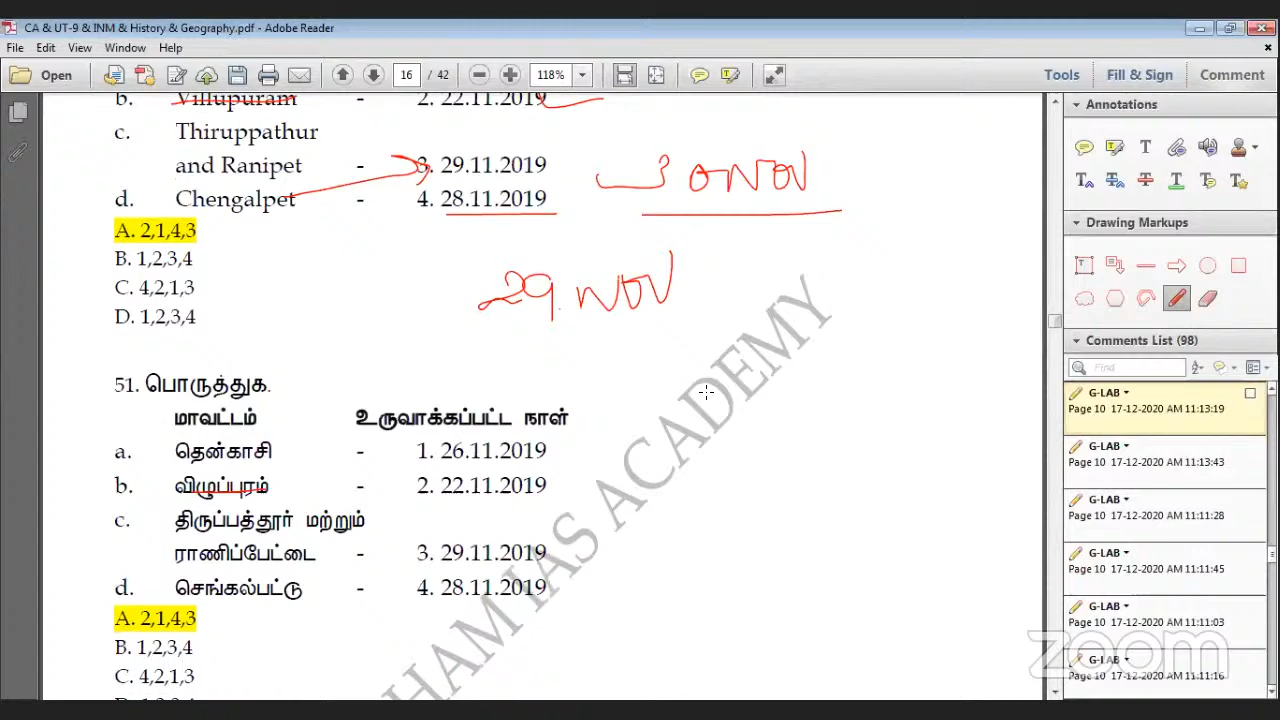 CA & UT-9 & INM & History & Geography.pdf - Adobe Reader
File Edit View Window Help
Open 16 / 42 118% Tools Fill & Sign Comment
b. Villupuram - 2. 22.11.2019
c. Thiruppathur
and Ranipet - 3. 29.11.2019
d. Chengalpet - 4. 28.11.2019
30 NOV
A. 2,1,4,3
B. 1,2,3,4
C. 4,2,1,3
D. 1,2,3,4
29. NOV
51. பொருத்துக.
மாவட்டம் உருவாக்கப்பட்ட நாள்
a. தென்காசி - 1. 26.11.2019
b. விழுப்புரம் - 2. 22.11.2019
c. திருப்பத்தூர் மற்றும்
ராணிப்பேட்டை - 3. 29.11.2019
d. செங்கல்பட்டு - 4. 28.11.2019
A. 2,1,4,3
B. 1,2,3,4
C. 4,2,1,3
HAM IAS ACADEMY
Annotations
T
T T T T
Drawing Markups
T
Comments List (98)
Find
G-LAB
Page 10 17-12-2020 AM 11:13:19
G-LAB
Page 10 17-12-2020 AM 11:13:43
G-LAB
Page 10 17-12-2020 AM 11:11:28
G-LAB
Page 10 17-12-2020 AM 11:11:45
G-LAB
Page 10 17-12-2020 AM 11:11:03
G-LAB
Page 10 17-12-2020 AM 11:11:16
zoom